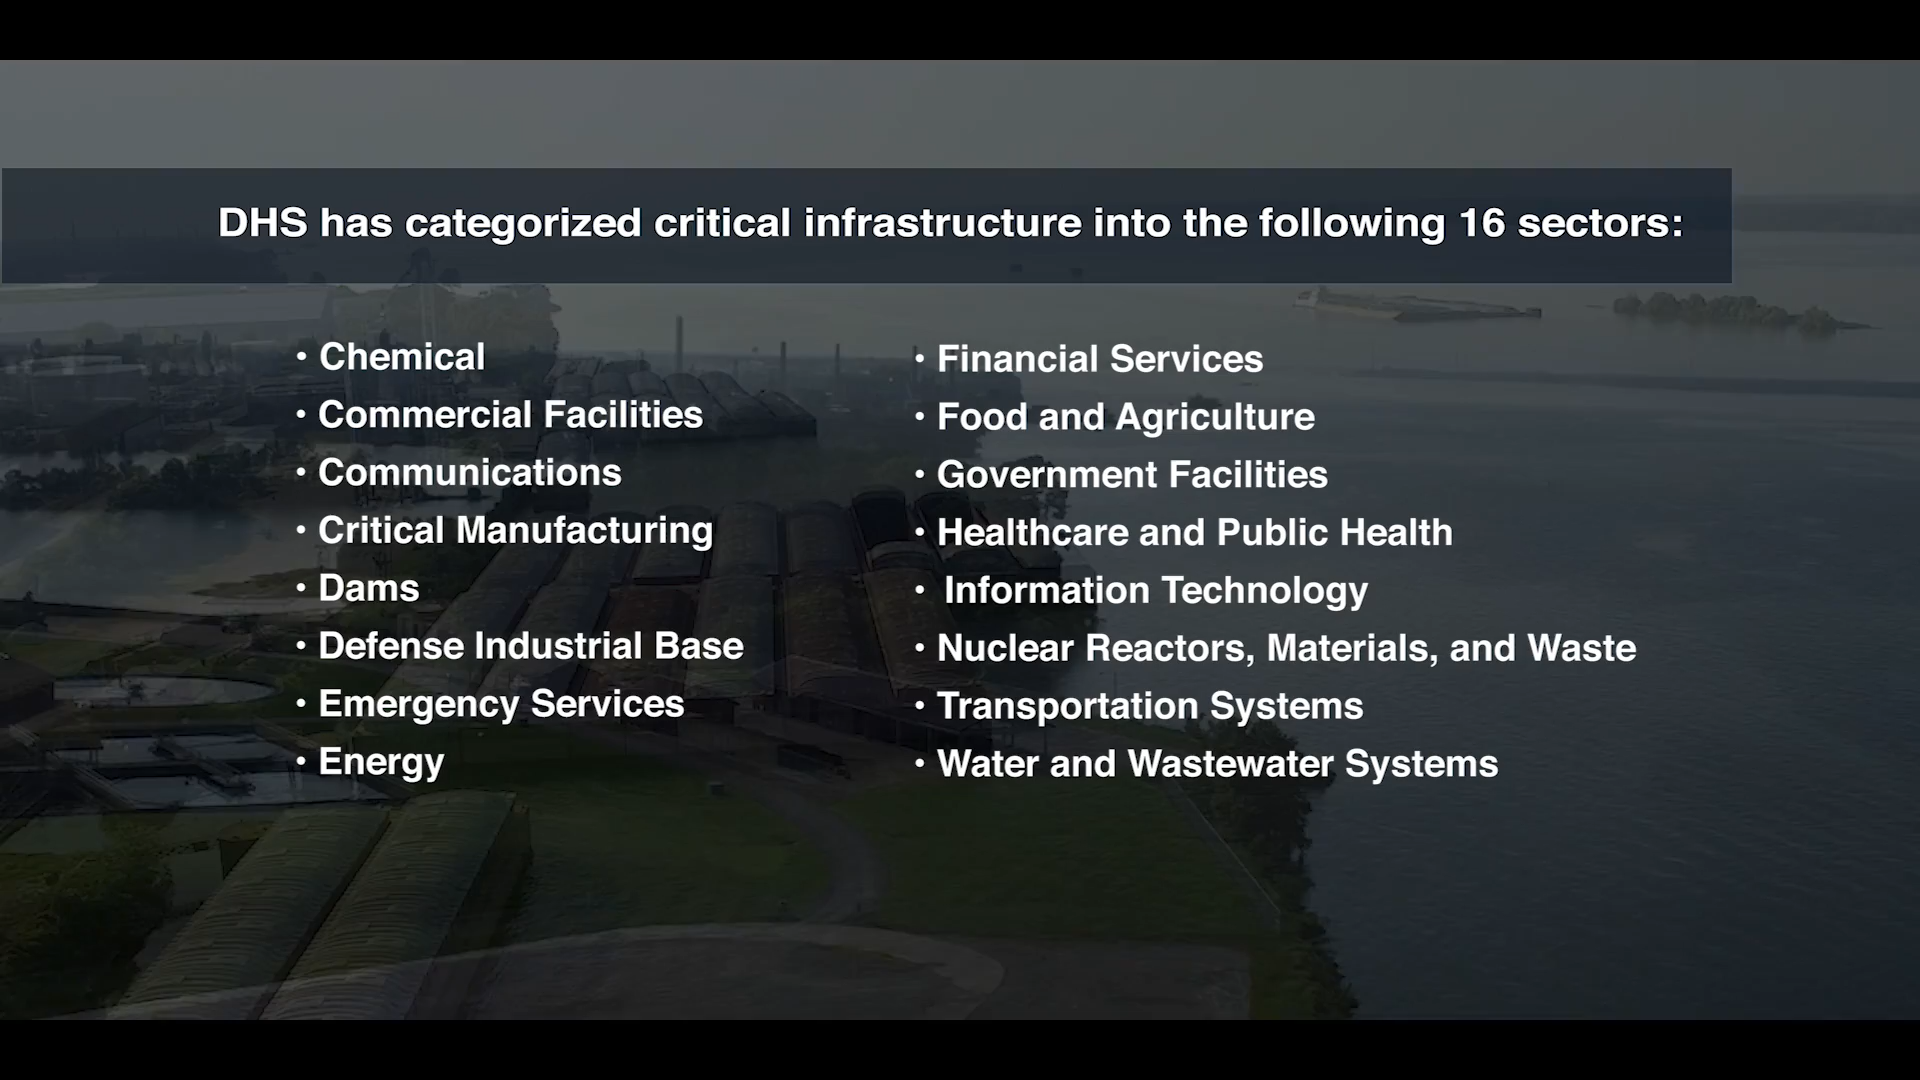 DHS has categorized critical infrastructure into the following 16 sectors:
• Chemical
• Commercial Facilities
• Communications
• Critical Manufacturing
• Dams
• Defense Industrial Base
• Emergency Services
• Energy
• Financial Services
• Food and Agriculture
• Government Facilities
• Healthcare and Public Health
• Information Technology
• Nuclear Reactors, Materials, and Waste
• Transportation Systems
• Water and Wastewater Systems